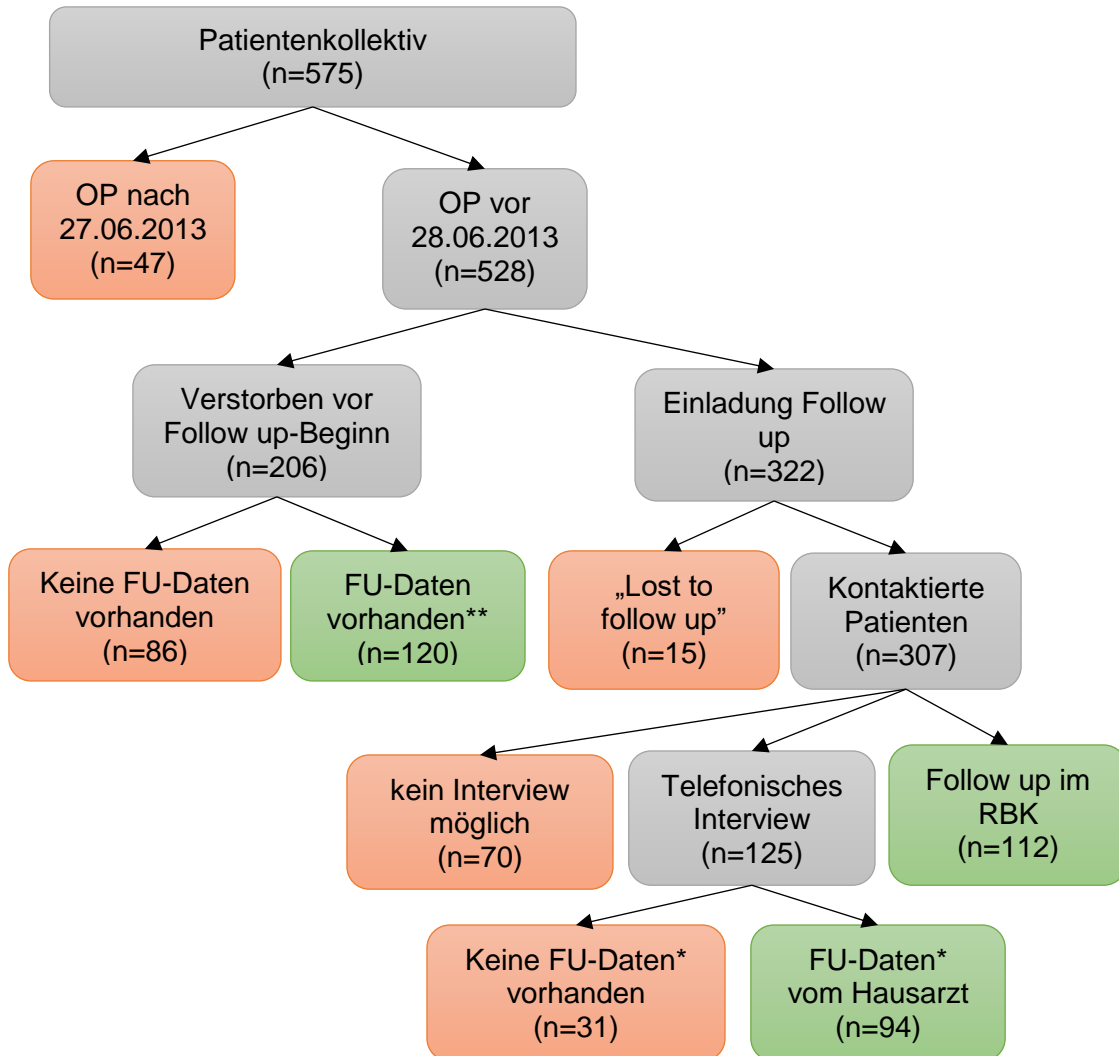 Patientenkollektiv
(n=575)
OP nach
27.06.2013
(n=47)
OP vor
28.06.2013
(n=528)
Verstorben vor
Follow up-Beginn
(n=206)
Einladung Follow
up
(n=322)
Keine FU-Daten
vorhanden
(n=86)
FU-Daten
vorhanden**
(n=120)
„Lost to
follow up”
(n=15)
Kontaktierte
Patienten
(n=307)
kein Interview
möglich
(n=70)
Telefonisches
Interview
(n=125)
Follow up im
RBK
(n=112)
Keine FU-Daten*
vorhanden
(n=31)
FU-Daten*
vom Hausarzt
(n=94)